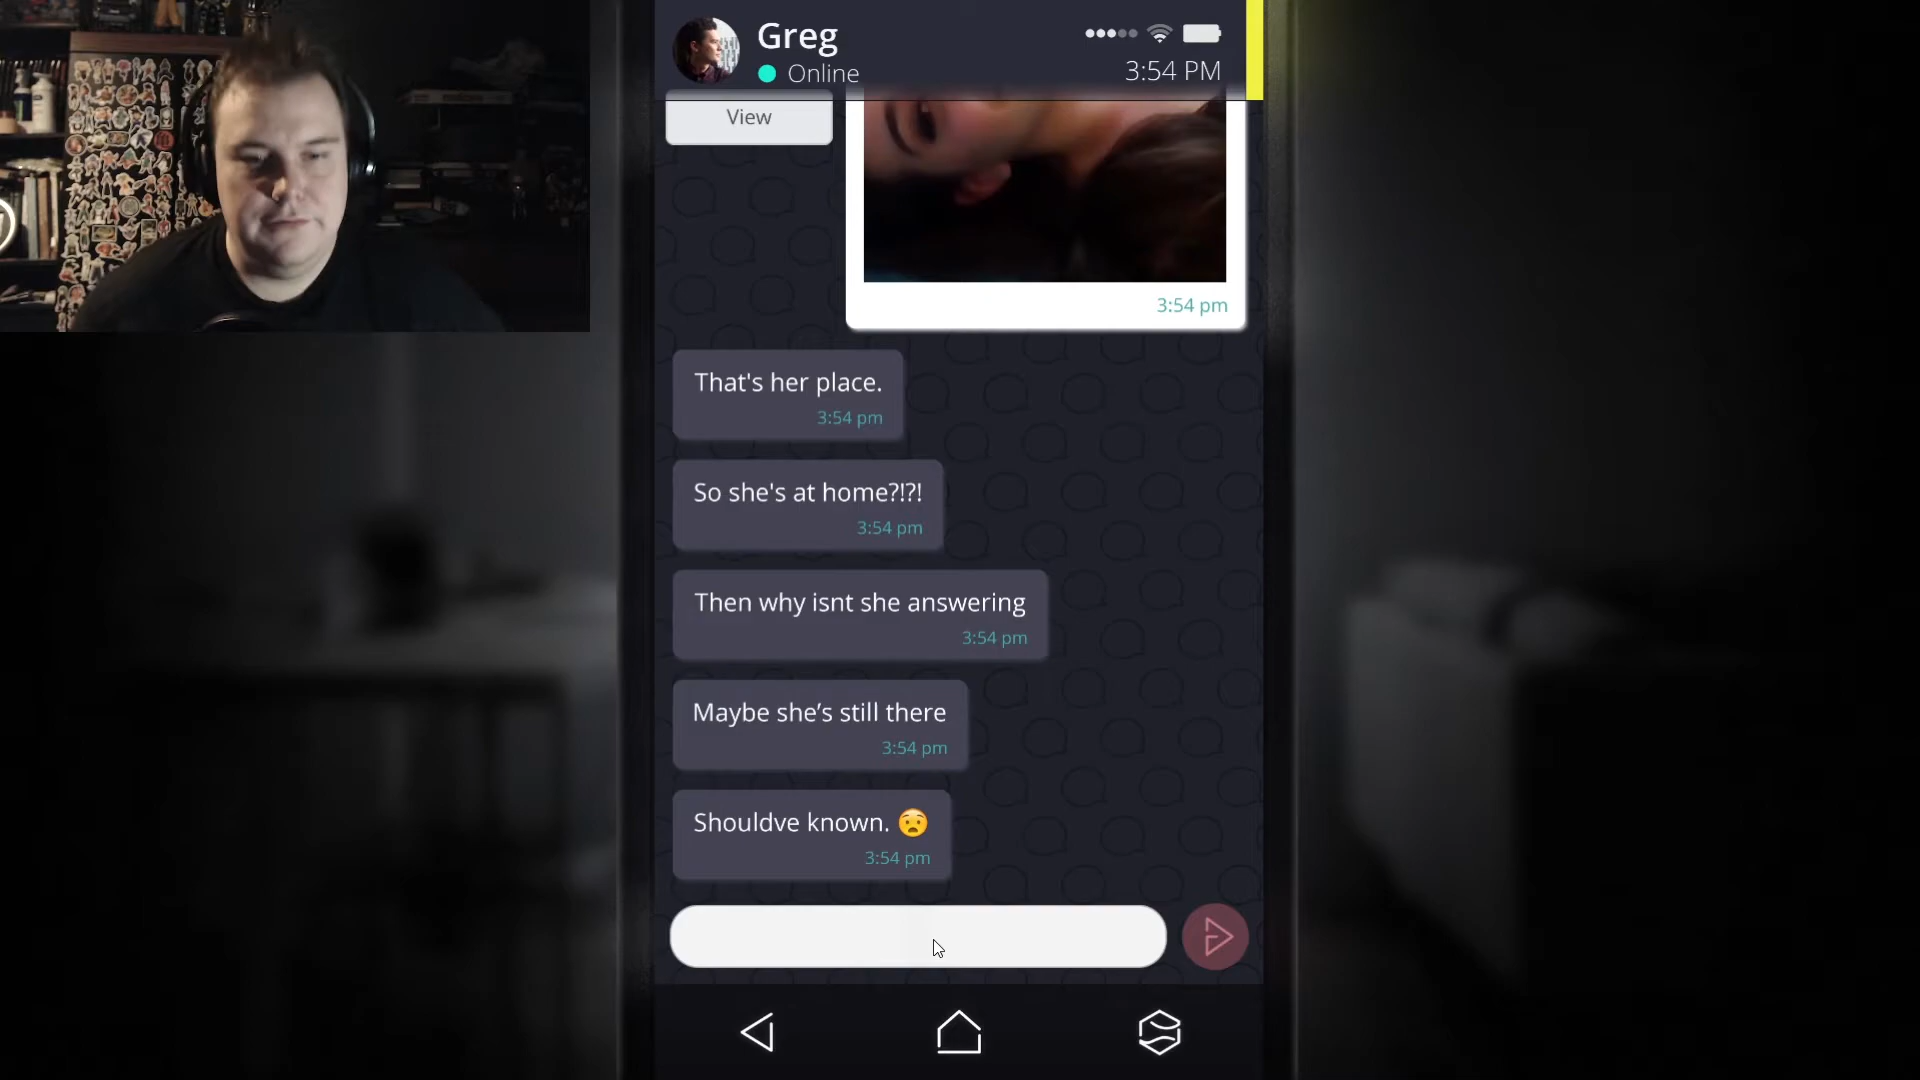 Greg
Online
3:54 PM
View
3:54 pm
That's her place.
3:54 pm
So she's at home?!?!
3:54 pm
Then why isnt she answering
3:54 pm
Maybe she’s still there
3:54 pm
Shouldve known. 😧
3:54 pm